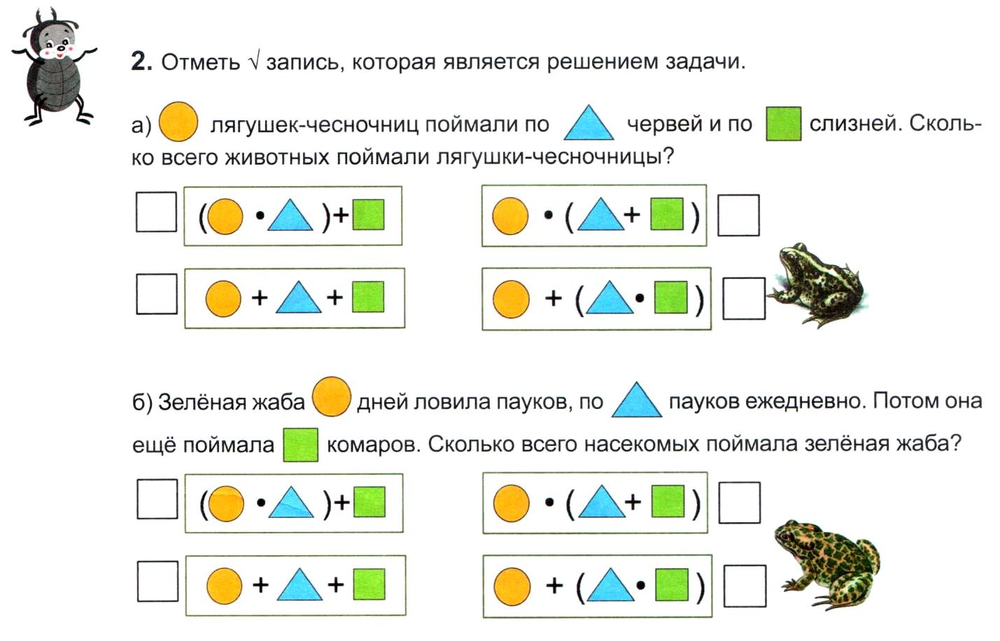 2. Отметь √ запись, которая является решением задачи.
а) лягушек-чесночниц поймали по червей и по слизней. Сколь-
ко всего животных поймали лягушки-чесночницы?
( • )+ • ( + )
+ + + ( • )
б) Зелёная жаба дней ловила пауков, по пауков ежедневно. Потом она
ещё поймала комаров. Сколько всего насекомых поймала зелёная жаба?
( • )+ • ( + )
+ + + ( • )